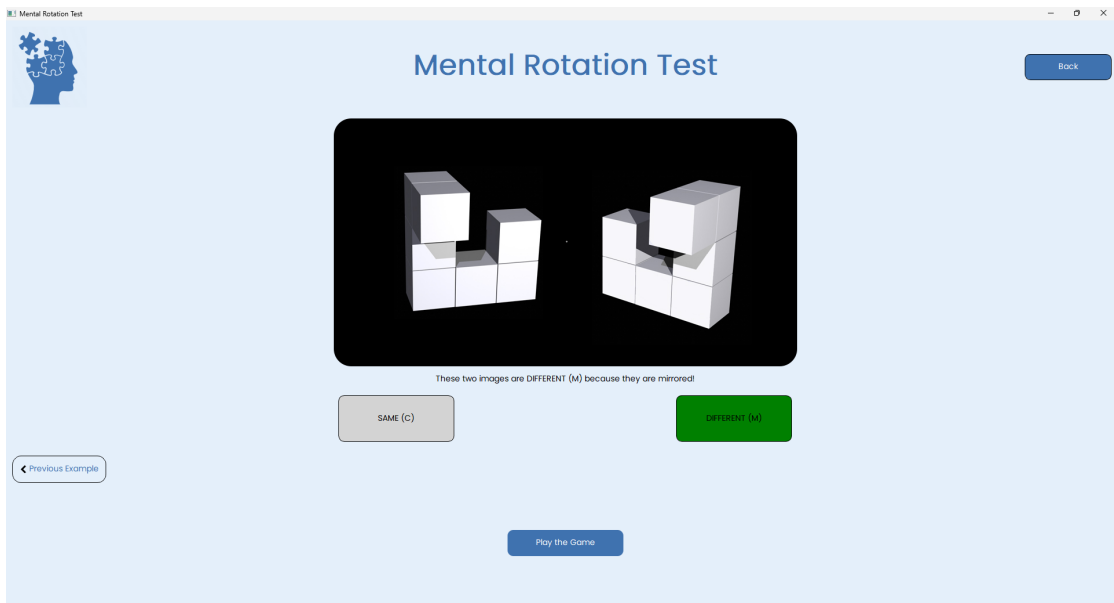 Mental Rotation Test
Mental Rotation Test
Back
These two images are DIFFERENT (M) because they are mirrored!
SAME (C)
DIFFERENT (M)
Previous Example
Play the Game